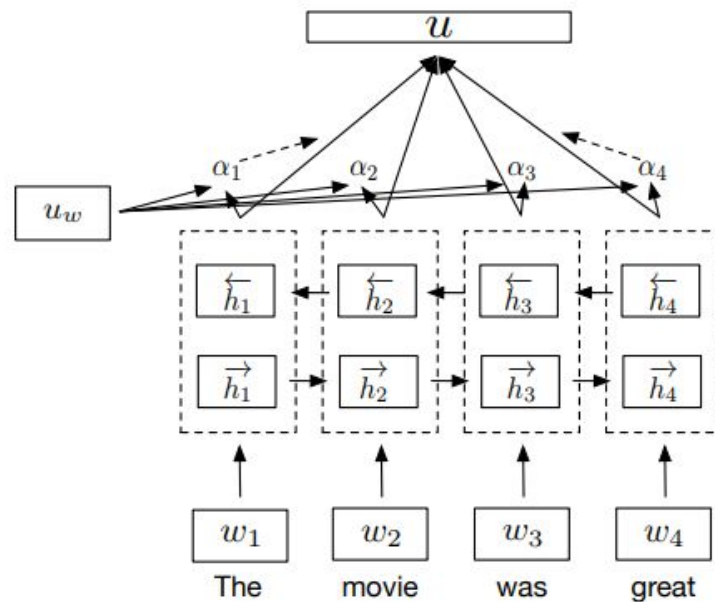 u
α₁ α₂ α₃ α₄
u_w
←h₁ ←h₂ ←h₃ ←h₄
→h₁ →h₂ →h₃ →h₄
w₁ w₂ w₃ w₄
The movie was great